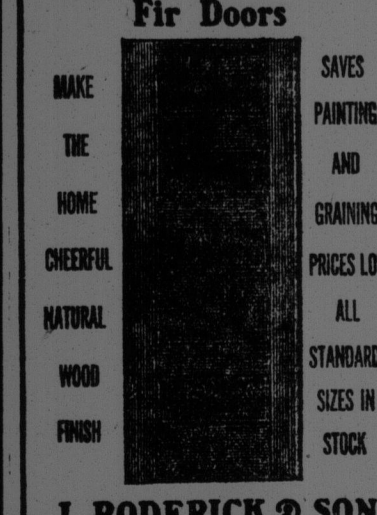 Fir Doors
MAKE
THE
HOME
CHEERFUL
NATURAL
WOOD
FINISH
SAVES
PAINTING
AND
GRAINING
PRICES LO
ALL
STANDARD
SIZES IN
STOCK
J. RODERICK & SON